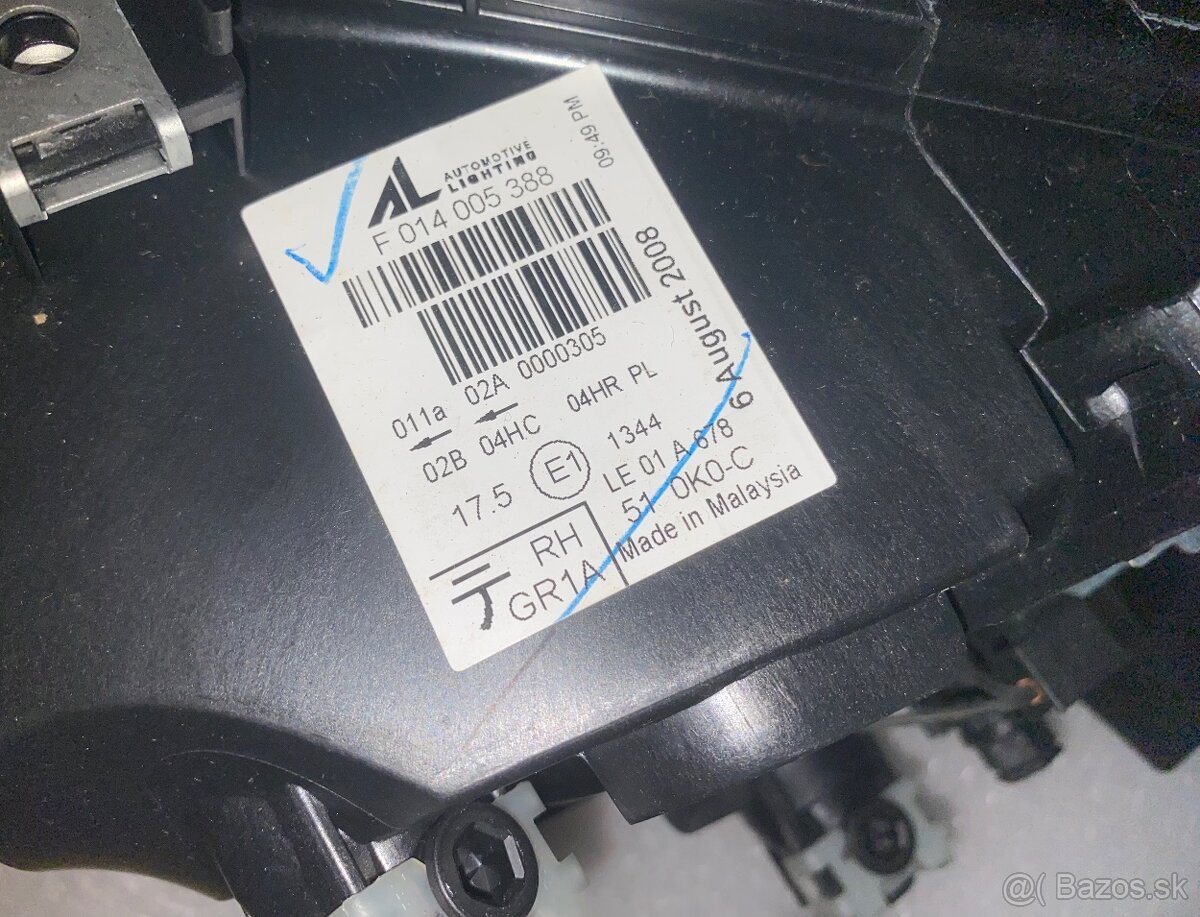 AL AUTOMOTIVE
LIGHTING
F 014 005 388
09:49 PM
6 August 2008
02A 0000305
011a
02B 04HC 04HR PL
17.5 E1 1344
LE 01 A 678
51 0K0-C
RH
テ GR1A
Made in Malaysia
@( Bazos.sk